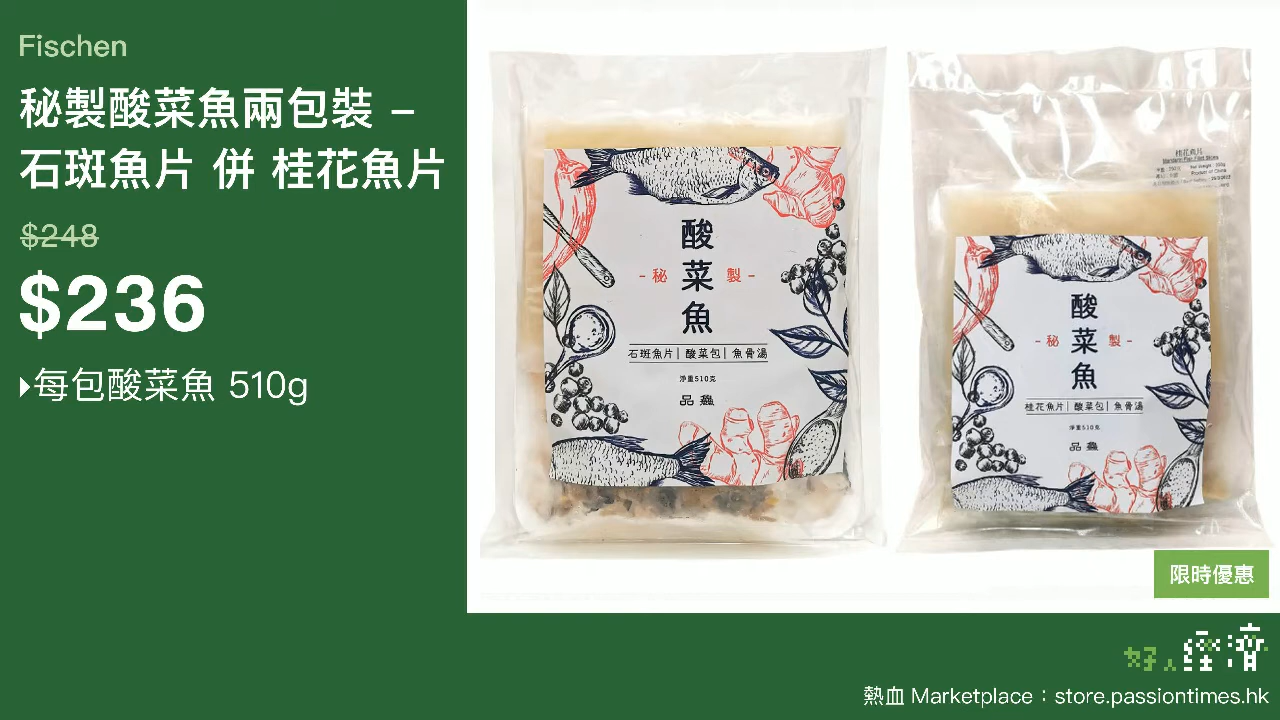 Fischen
秘製酸菜魚兩包裝 –
石斑魚片 併 桂花魚片
$248
$236
每包酸菜魚 510g
酸菜魚
- 秘 製 -
石斑魚片 | 酸菜包 | 魚骨湯
淨重510克
品鱻
桂花魚片
Product of China
酸菜魚
- 秘 製 -
桂花魚片 | 酸菜包 | 魚骨湯
淨重510克
品鱻
限時優惠
好人經濟
熱血 Marketplace：store.passiontimes.hk